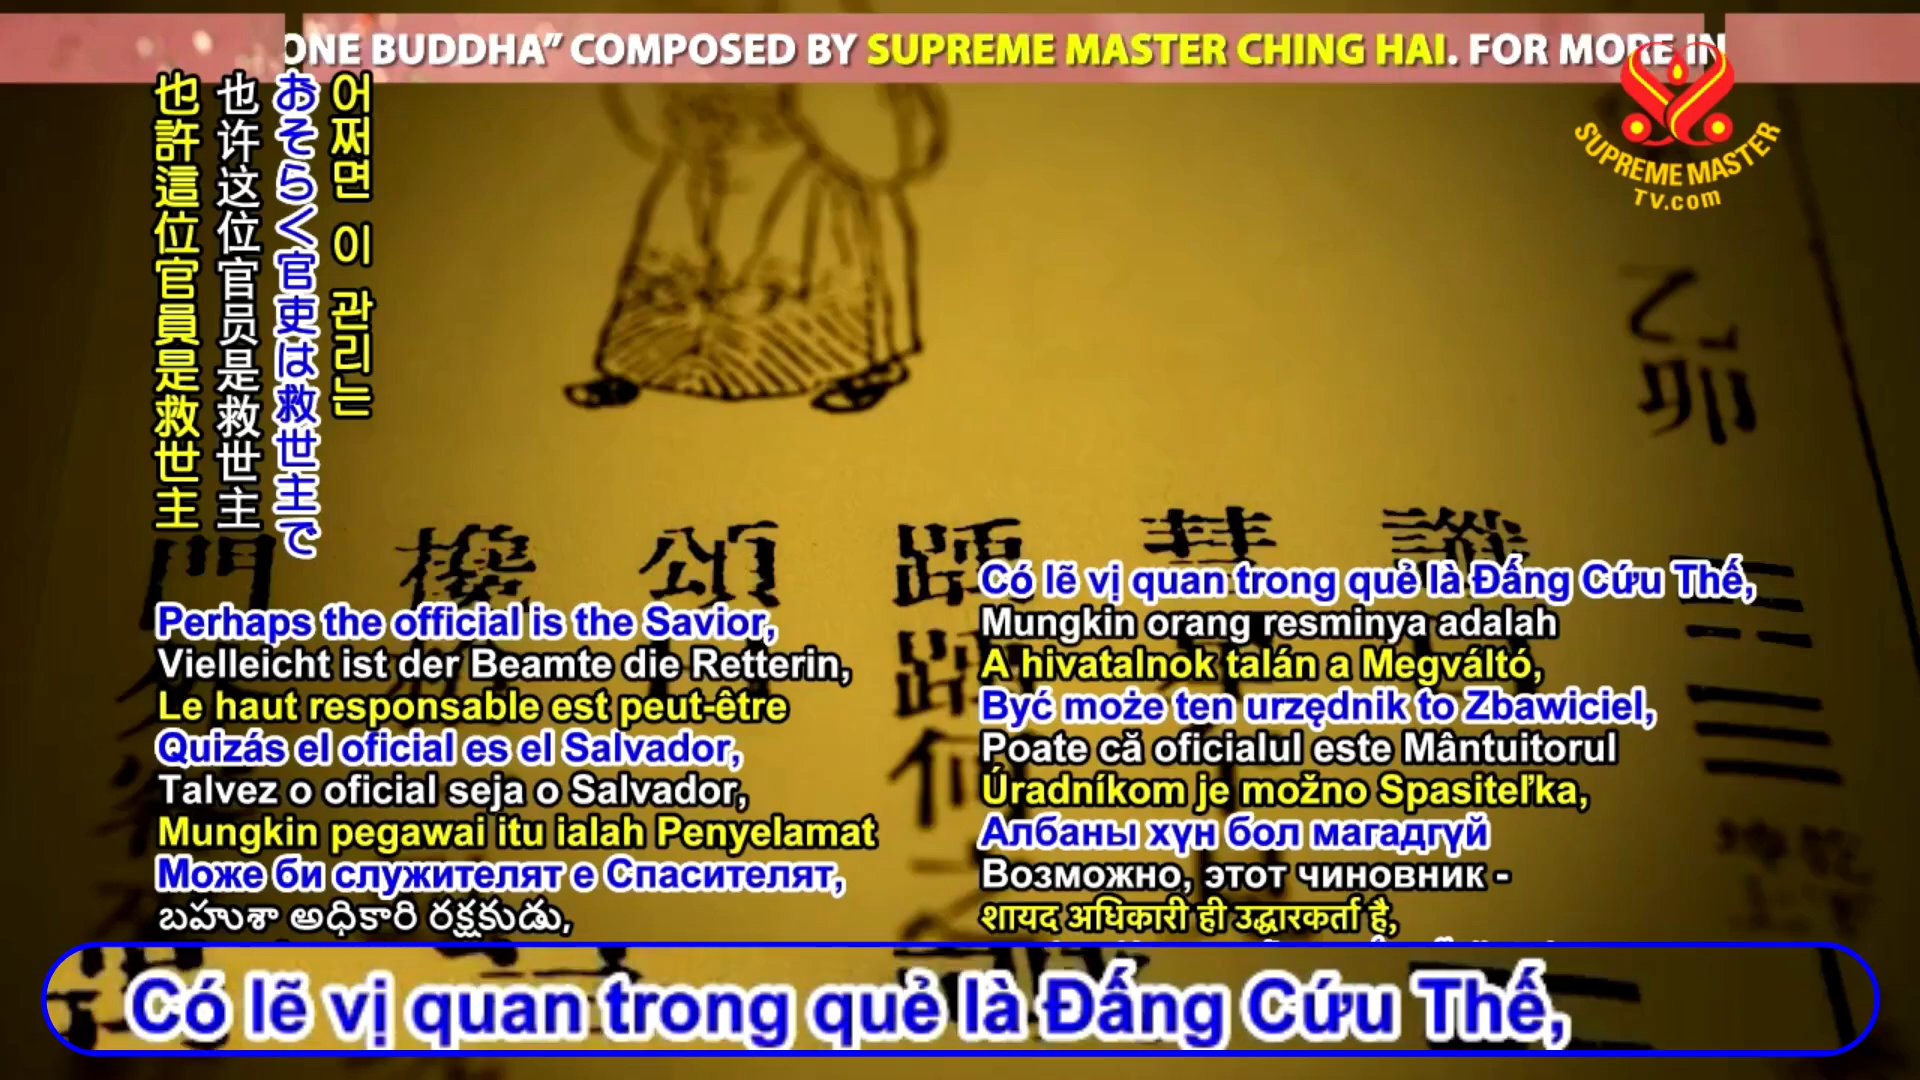 ONE BUDDHA” COMPOSED BY SUPREME MASTER CHING HAI. FOR MORE IN
SUPREME MASTER
TV.com
어쩌면 이 관리는
おそらく官吏は救世主で
也许这位官员是救世主
也許這位官員是救世主
乙卯
讖
頌
門
Perhaps the official is the Savior,
Vielleicht ist der Beamte die Retterin,
Le haut responsable est peut-être
Quizás el oficial es el Salvador,
Talvez o oficial seja o Salvador,
Mungkin pegawai itu ialah Penyelamat
Може би служителят е Спасителят,
బహుశా అధికారి రక్షకుడు,
Có lẽ vị quan trong quẻ là Đấng Cứu Thế,
Mungkin orang resminya adalah
A hivatalnok talán a Megváltó,
Być może ten urzędnik to Zbawiciel,
Poate că oficialul este Mântuitorul
Úradníkom je možno Spasiteľka,
Албаны хүн бол магадгүй
Возможно, этот чиновник -
शायद अधिकारी ही उद्धारकर्ता है,
Có lẽ vị quan trong quẻ là Đấng Cứu Thế,